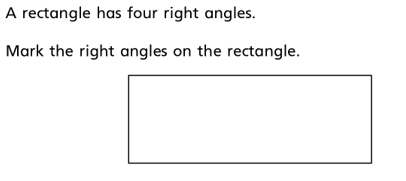 A rectangle has four right angles.
Mark the right angles on the rectangle.